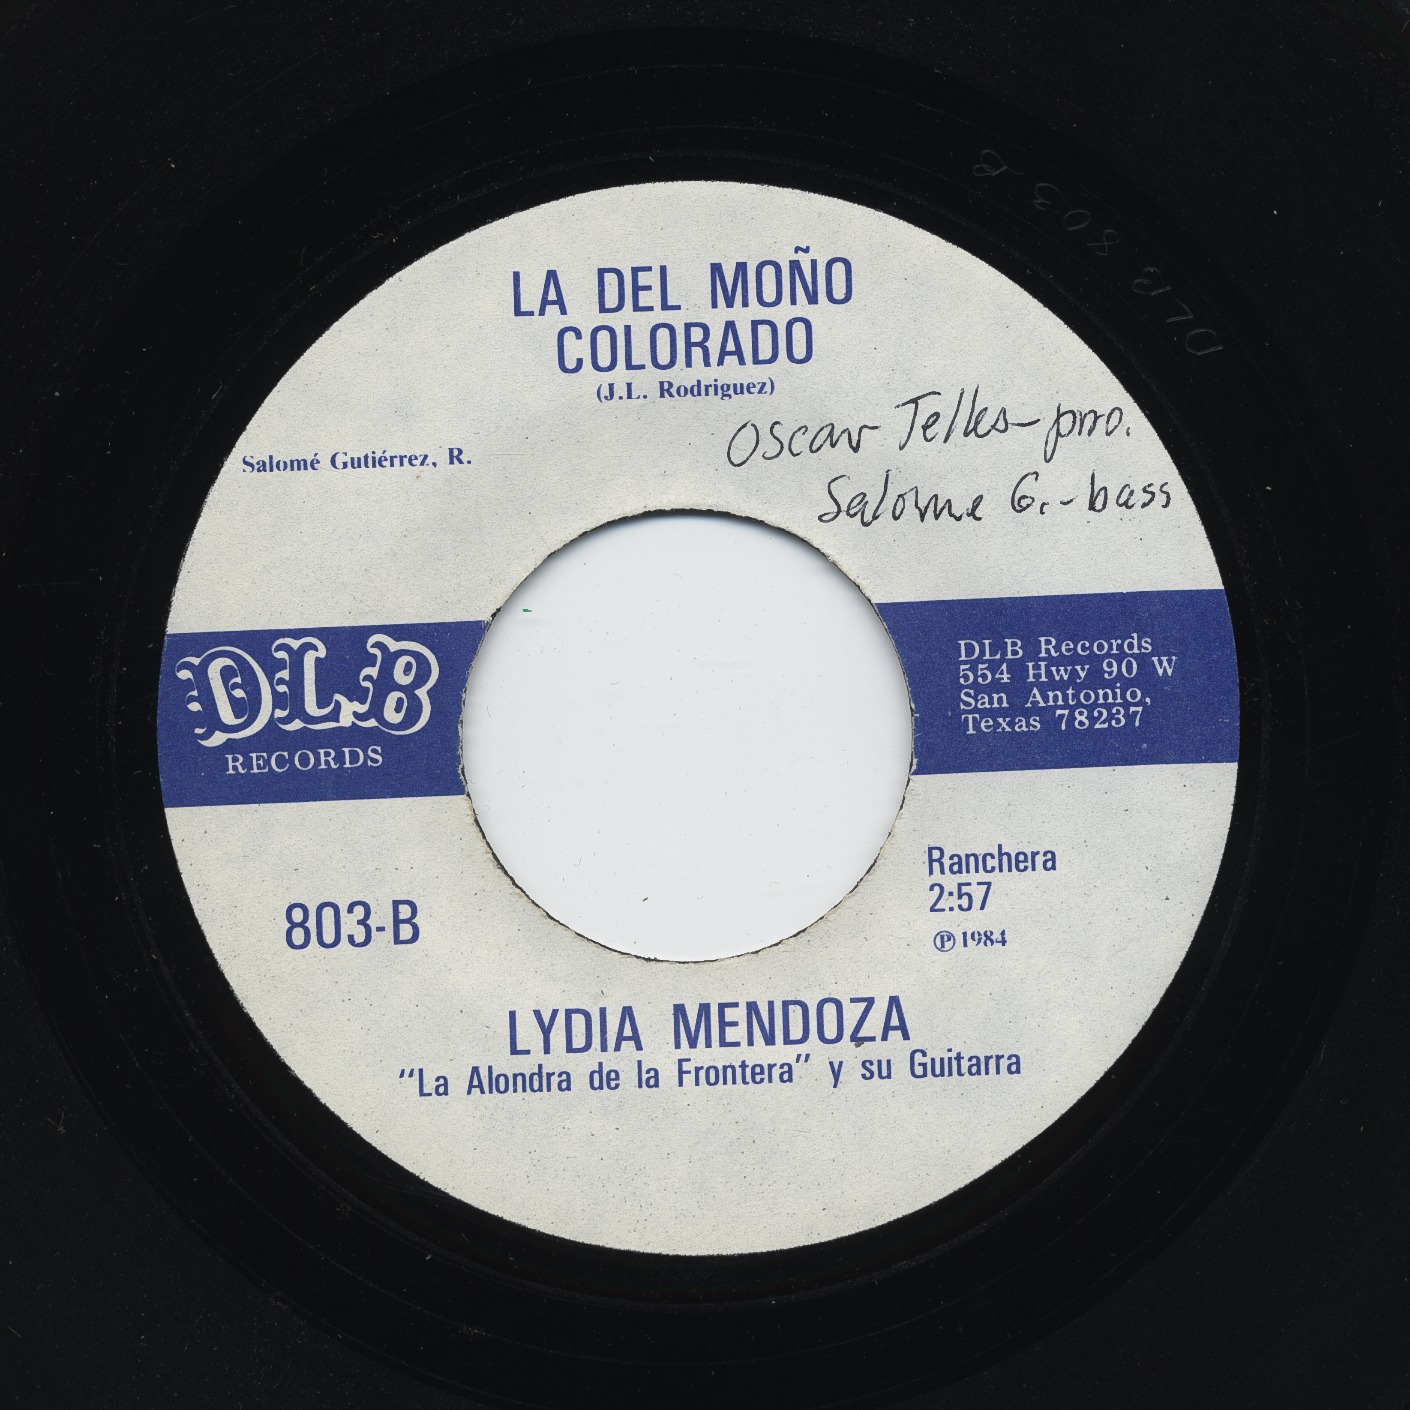 LA DEL MOÑO
COLORADO
(J.L. Rodriguez)
Salomé Gutiérrez, R.
Oscar Telles - pno.
Salome G. - bass
DLB
RECORDS
DLB Records
554 Hwy 90 W
San Antonio,
Texas 78237
803-B
Ranchera
2:57
℗ 1984
LYDIA MENDOZA
“La Alondra de la Frontera” y su Guitarra
DLB 803 B